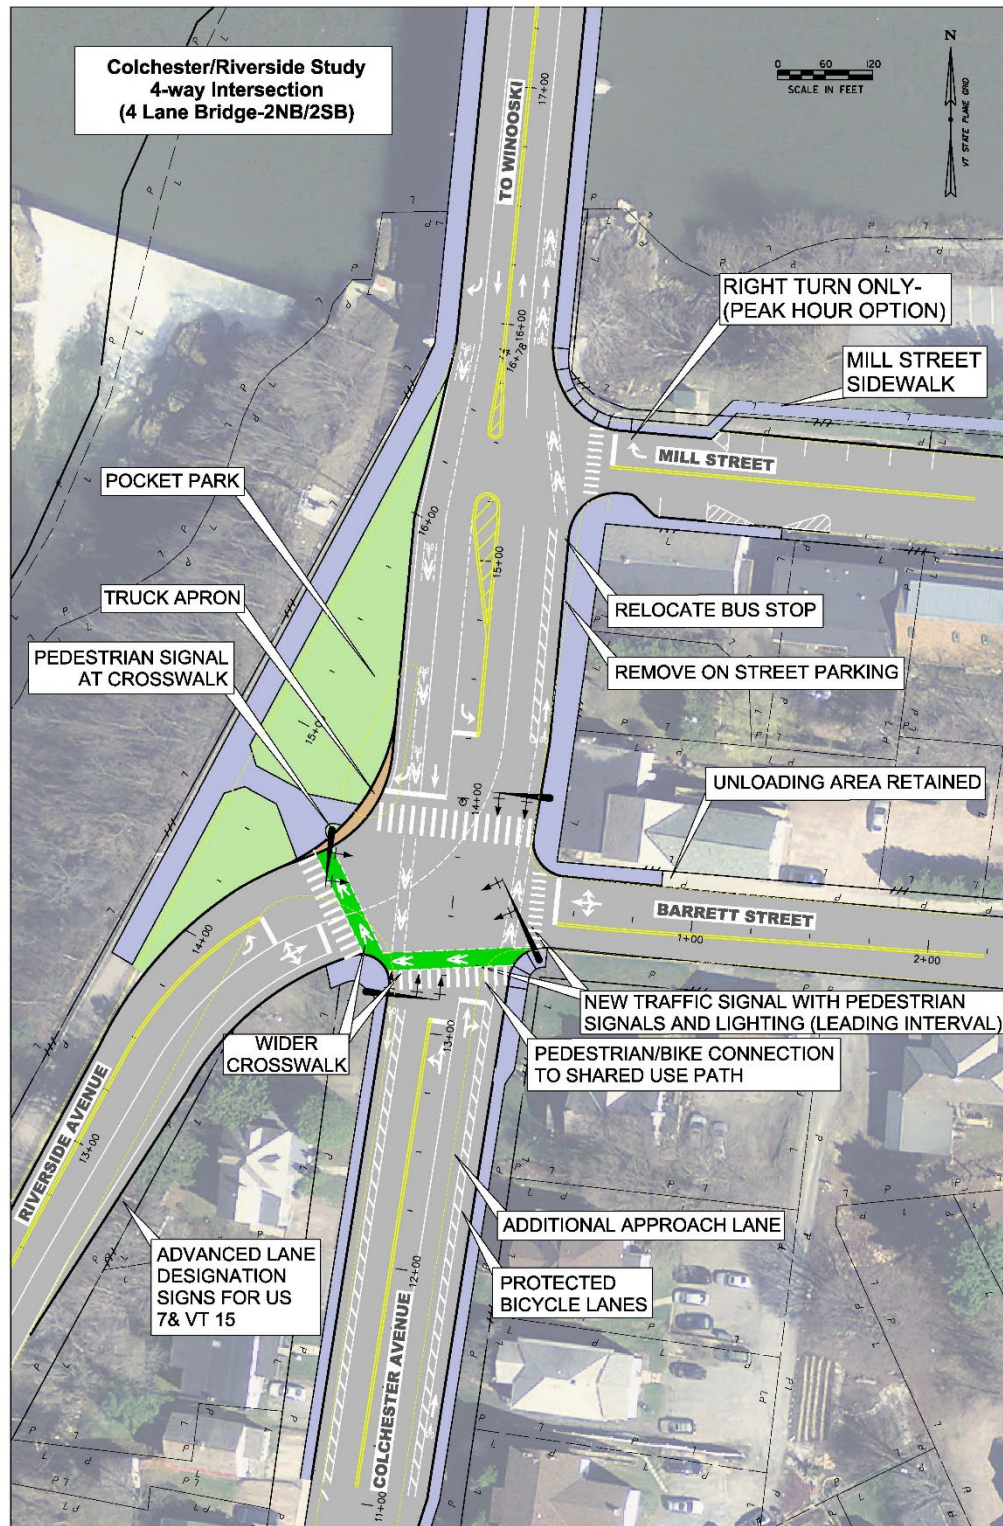 Colchester/Riverside Study
4-way Intersection
(4 Lane Bridge-2NB/2SB)
0 60 120
SCALE IN FEET
N
VT STATE PLANE GRID
17+00
TO WINOOSKI
16+00
16+78
RIGHT TURN ONLY-
(PEAK HOUR OPTION)
MILL STREET
SIDEWALK
MILL STREET
POCKET PARK
16+00
15+00
TRUCK APRON
RELOCATE BUS STOP
PEDESTRIAN SIGNAL
AT CROSSWALK
REMOVE ON STREET PARKING
15+00
UNLOADING AREA RETAINED
14+00
BARRETT STREET
1+00
2+00
14+00
NEW TRAFFIC SIGNAL WITH PEDESTRIAN
SIGNALS AND LIGHTING (LEADING INTERVAL)
WIDER
CROSSWALK
13+00
PEDESTRIAN/BIKE CONNECTION
TO SHARED USE PATH
RIVERSIDE AVENUE
13+00
ADDITIONAL APPROACH LANE
ADVANCED LANE
DESIGNATION
SIGNS FOR US
7& VT 15
12+00
PROTECTED
BICYCLE LANES
COLCHESTER AVENUE
11+00